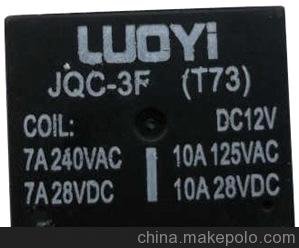 LUOYi
JQC-3F (T73)
COIL: DC12V
7A 240VAC 10A 125VAC
7A 28VDC 10A 28VDC
china.makepolo.com